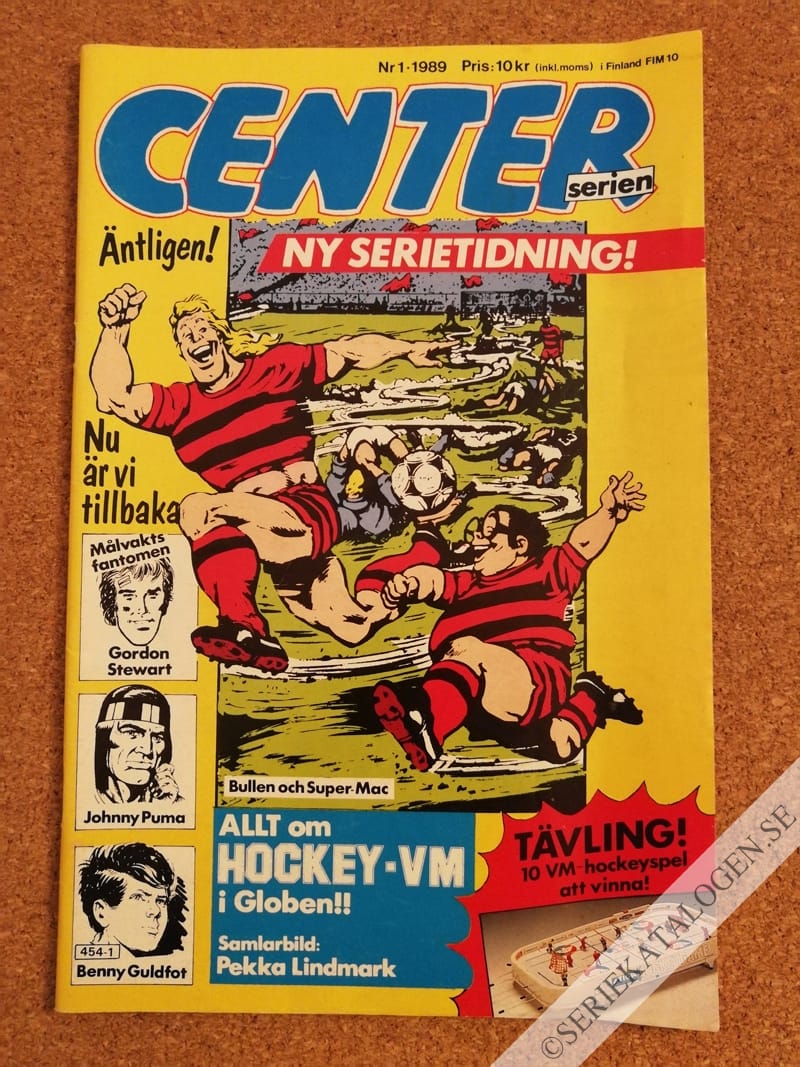 Nr 1·1989 Pris: 10 kr (inkl.moms) i Finland FIM 10
CENTER
serien
Äntligen!
NY SERIETIDNING!
Nu
är vi
tillbaka
Målvakts
fantomen
Gordon
Stewart
Johnny Puma
454-1
Benny Guldfot
Bullen och Super-Mac
ALLT om
HOCKEY-VM
i Globen!!
Samlarbild:
Pekka Lindmark
TÄVLING!
10 VM-hockeyspel
att vinna!
©SERIEKATALOGEN.SE